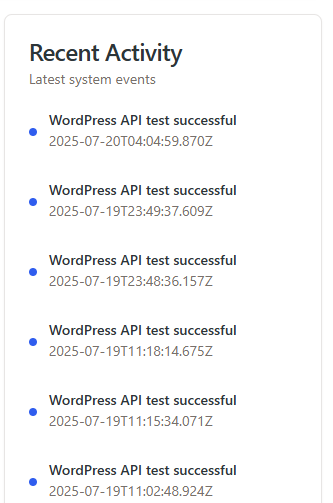 Recent Activity
Latest system events
WordPress API test successful
2025-07-20T04:04:59.870Z
WordPress API test successful
2025-07-19T23:49:37.609Z
WordPress API test successful
2025-07-19T23:48:36.157Z
WordPress API test successful
2025-07-19T11:18:14.675Z
WordPress API test successful
2025-07-19T11:15:34.071Z
WordPress API test successful
2025-07-19T11:02:48.924Z